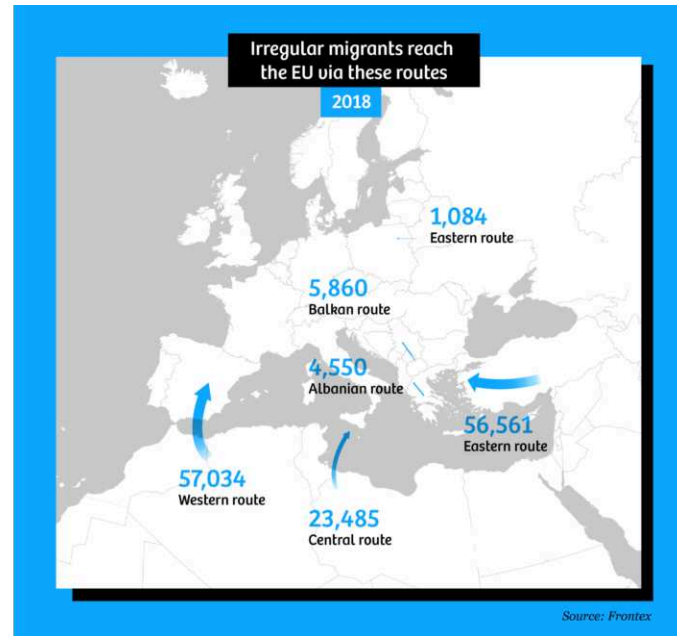 Irregular migrants reach
the EU via these routes
2018
1,084
Eastern route
5,860
Balkan route
4,550
Albanian route
56,561
Eastern route
57,034
Western route
23,485
Central route
Source: Frontex